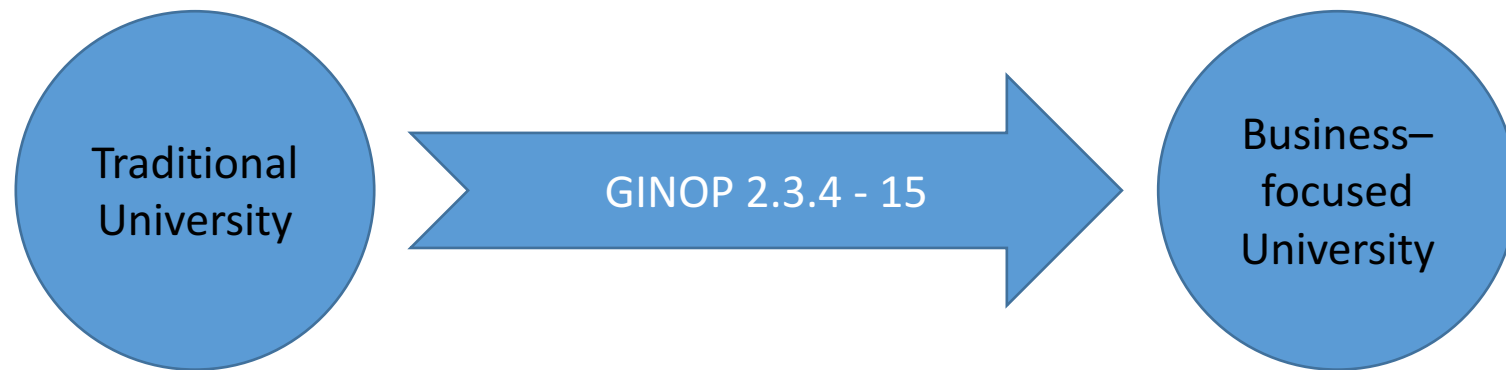 Traditional
University
GINOP 2.3.4 - 15
Business–
focused
University